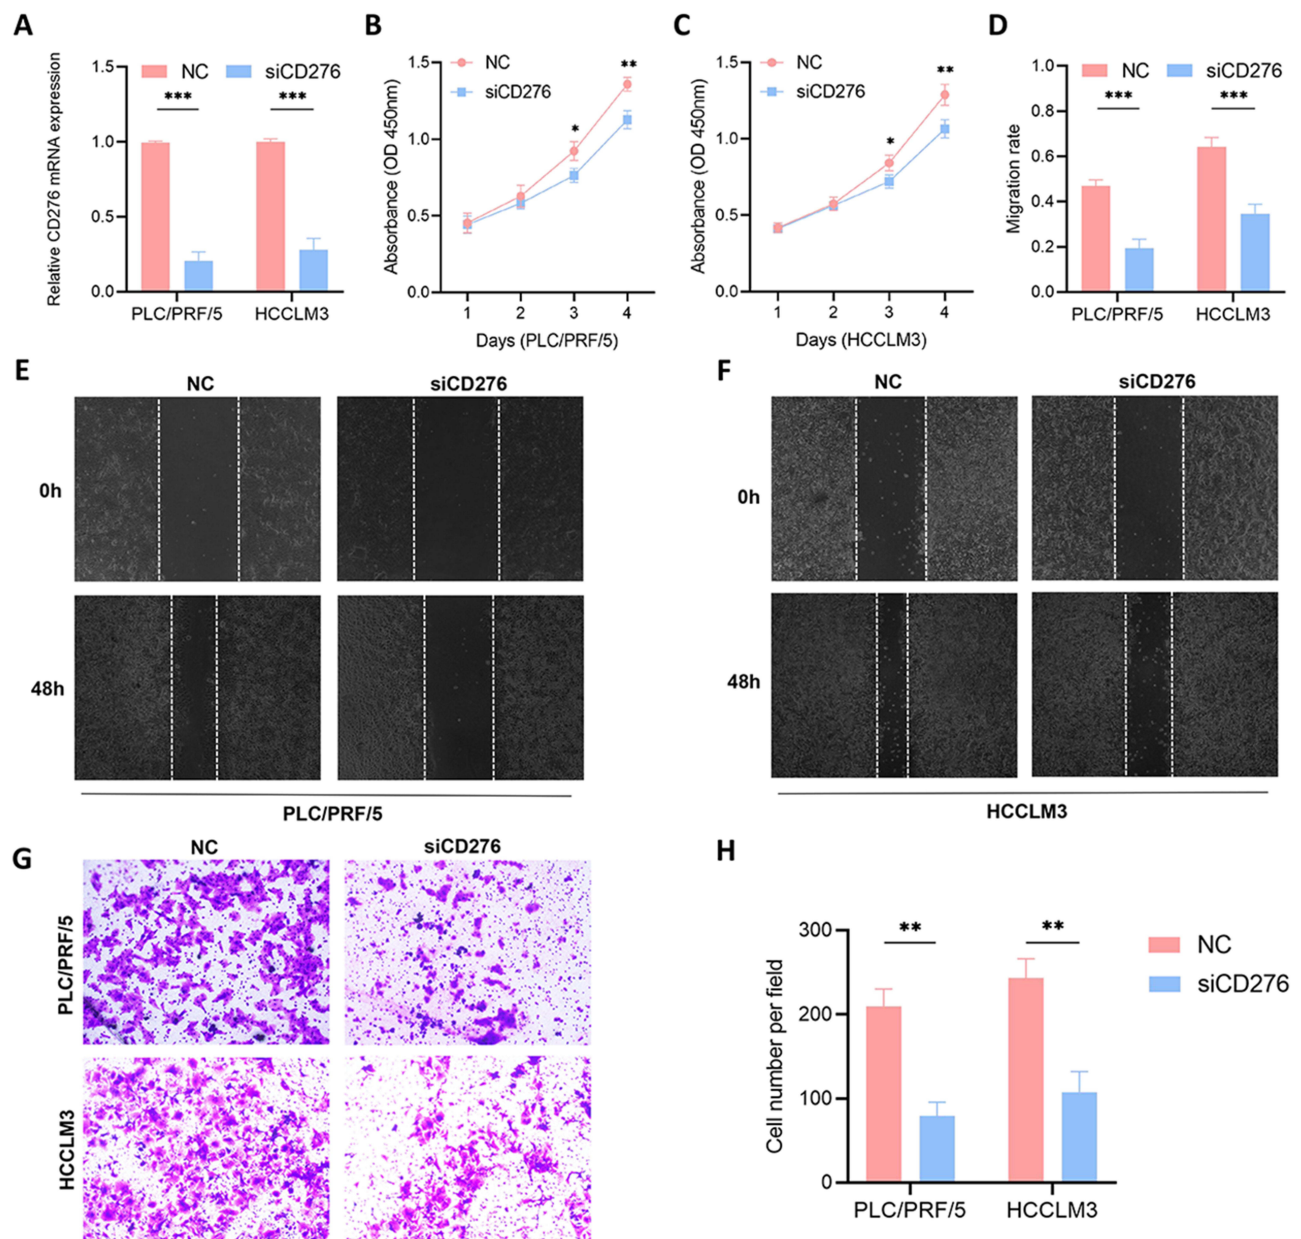 A
Relative CD276 mRNA expression
NC
siCD276
1.5
1.0
0.5
0.0
***
***
PLC/PRF/5
HCCLM3
B
Absorbance (OD 450nm)
NC
siCD276
1.5
1.0
0.5
0.0
*
**
1 2 3 4
Days (PLC/PRF/5)
C
Absorbance (OD 450nm)
NC
siCD276
1.5
1.0
0.5
0.0
*
**
1 2 3 4
Days (HCCLM3)
D
Migration rate
NC
siCD276
1.0
0.8
0.6
0.4
0.2
0.0
***
***
PLC/PRF/5
HCCLM3
E
NC
siCD276
0h
48h
PLC/PRF/5
F
NC
siCD276
0h
48h
HCCLM3
G
NC
siCD276
PLC/PRF/5
HCCLM3
H
Cell number per field
300
200
100
0
**
**
NC
siCD276
PLC/PRF/5
HCCLM3